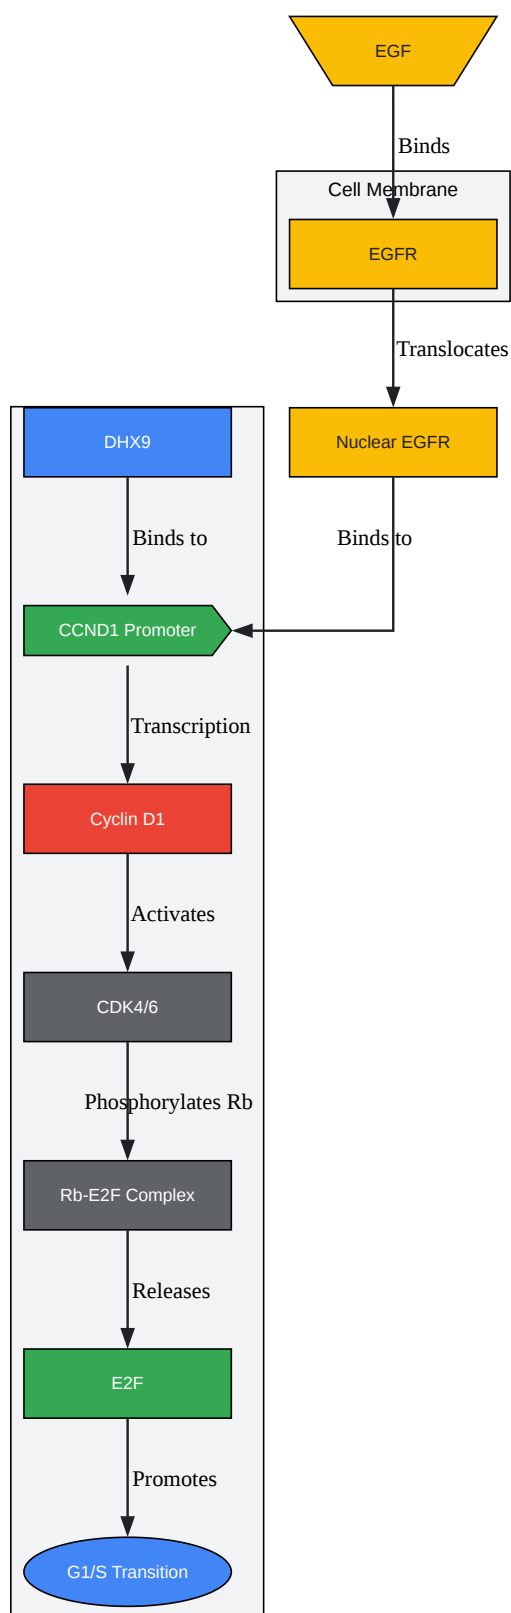 EGF
Binds
Cell Membrane
EGFR
Translocates
DHX9
Nuclear EGFR
Binds to
Binds to
CCND1 Promoter
Transcription
Cyclin D1
Activates
CDK4/6
Phosphorylates Rb
Rb-E2F Complex
Releases
E2F
Promotes
G1/S Transition